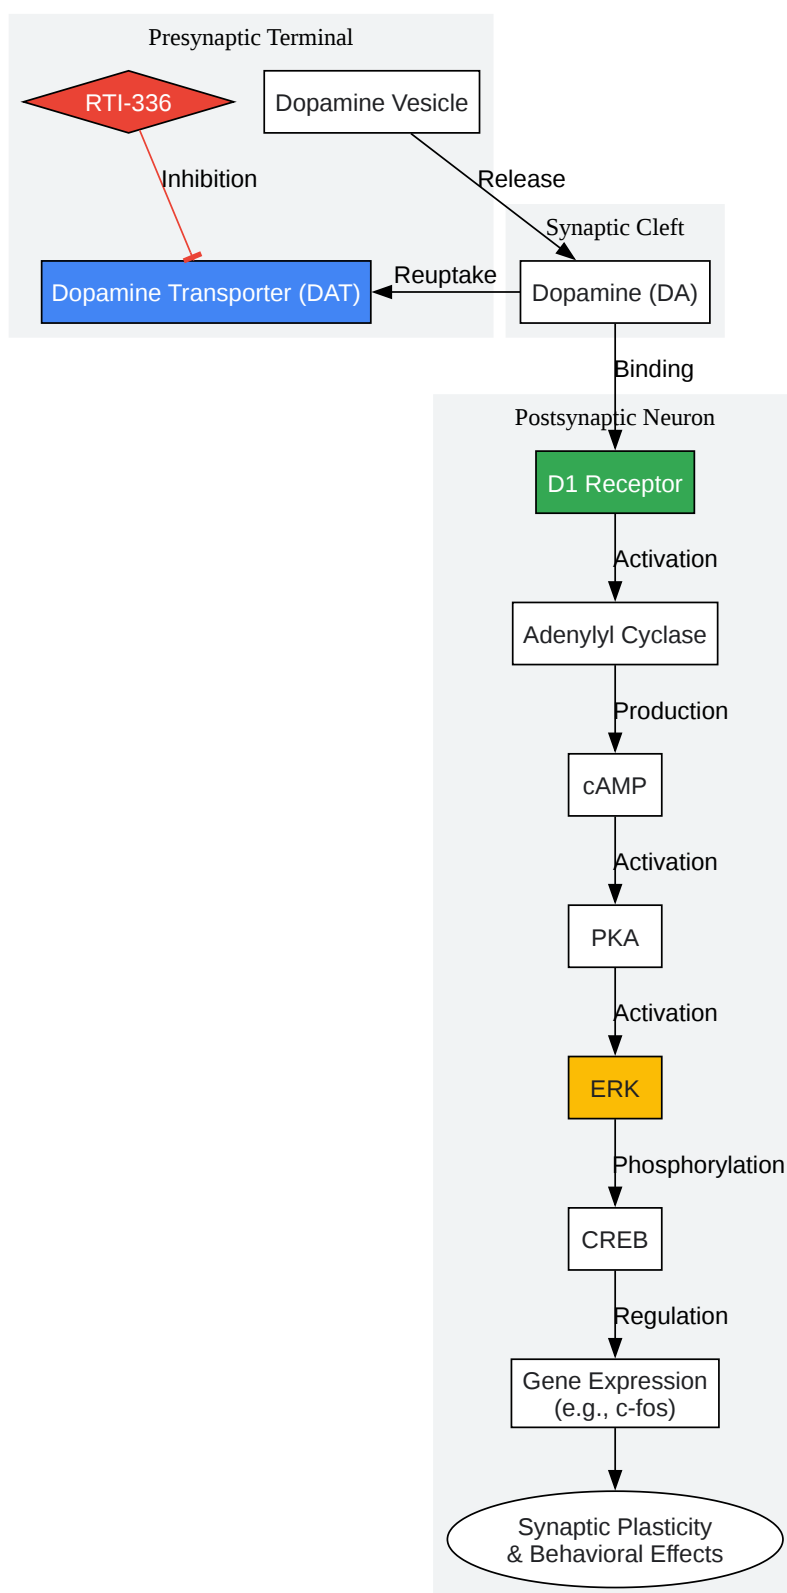 Presynaptic Terminal
RTI-336
Dopamine Vesicle
Inhibition
Release
Synaptic Cleft
Dopamine Transporter (DAT)
Reuptake
Dopamine (DA)
Binding
Postsynaptic Neuron
D1 Receptor
Activation
Adenylyl Cyclase
Production
cAMP
Activation
PKA
Activation
ERK
Phosphorylation
CREB
Regulation
Gene Expression
(e.g., c-fos)
Synaptic Plasticity
& Behavioral Effects